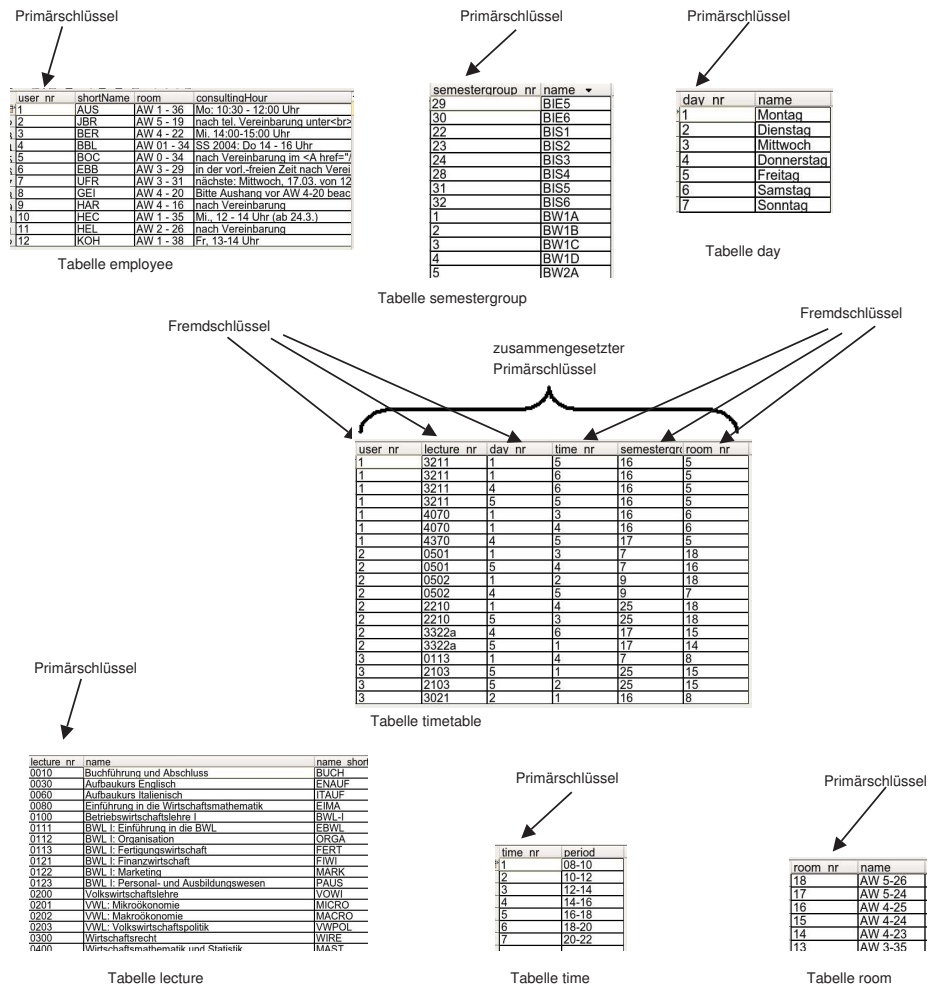 Primärschlüssel
Primärschlüssel
Primärschlüssel
user_nr shortName room consultingHour
1 AUS AW 1 - 36 Mo: 10:30 - 12:00 Uhr
2 JBR AW 5 - 19 nach tel. Vereinbarung unter<br>
3 BER AW 4 - 22 Mi. 14:00-15:00 Uhr
4 BBL AW 01 - 34 SS 2004: Do 14 - 16 Uhr
5 BOC AW 0 - 34 nach Vereinbarung im <A href="/
6 EBB AW 3 - 29 in der vorl.-freien Zeit nach Verei
7 UFR AW 3 - 31 nächste: Mittwoch, 17.03. von 12
8 GEI AW 4 - 20 Bitte Aushang vor AW 4-20 beac
9 HAR AW 4 - 16 nach Vereinbarung
10 HEC AW 1 - 35 Mi., 12 - 14 Uhr (ab 24.3.)
11 HEL AW 2 - 26 nach Vereinbarung
12 KOH AW 1 - 38 Fr, 13-14 Uhr
Tabelle employee
semestergroup_nr name
29 BIE5
30 BIE6
22 BIS1
23 BIS2
24 BIS3
28 BIS4
31 BIS5
32 BIS6
1 BW1A
2 BW1B
3 BW1C
4 BW1D
5 BW2A
Tabelle semestergroup
day_nr name
1 Montag
2 Dienstag
3 Mittwoch
4 Donnerstag
5 Freitag
6 Samstag
7 Sonntag
Tabelle day
Fremdschlüssel
Fremdschlüssel
zusammengesetzter
Primärschlüssel
user_nr lecture_nr day_nr time_nr semestergro room_nr
1 3211 1 5 16 5
1 3211 1 6 16 5
1 3211 4 6 16 5
1 3211 5 5 16 5
1 4070 1 3 16 6
1 4070 1 4 16 6
1 4370 4 5 17 5
2 0501 1 3 7 18
2 0501 5 4 7 16
2 0502 1 2 9 18
2 0502 4 5 9 7
2 2210 1 4 25 18
2 2210 5 3 25 18
2 3322a 4 6 17 15
2 3322a 5 1 17 14
3 0113 1 4 7 8
3 2103 5 1 25 15
3 2103 5 2 25 15
3 3021 2 1 16 8
Tabelle timetable
Primärschlüssel
lecture_nr name name_short
0010 Buchführung und Abschluss BUCH
0030 Aufbaukurs Englisch ENAUF
0060 Aufbaukurs Italienisch ITAUF
0080 Einführung in die Wirtschaftsmathematik EIMA
0100 Betriebswirtschaftslehre I BWL-I
0111 BWL I: Einführung in die BWL EBWL
0112 BWL I: Organisation ORGA
0113 BWL I: Fertigungswirtschaft FERT
0121 BWL I: Finanzwirtschaft FIWI
0122 BWL I: Marketing MARK
0123 BWL I: Personal- und Ausbildungswesen PAUS
0200 Volkswirtschaftslehre VOWI
0201 VWL: Mikroökonomie MICRO
0202 VWL: Makroökonomie MACRO
0203 VWL: Volkswirtschaftspolitik VWPOL
0300 Wirtschaftsrecht WIRE
0400 Wirtschaftsmathematik und Statistik MAST
Tabelle lecture
Primärschlüssel
time_nr period
1 08-10
2 10-12
3 12-14
4 14-16
5 16-18
6 18-20
7 20-22
Tabelle time
Primärschlüssel
room_nr name
18 AW 5-26
17 AW 5-24
16 AW 4-25
15 AW 4-24
14 AW 4-23
13 AW 3-35
Tabelle room